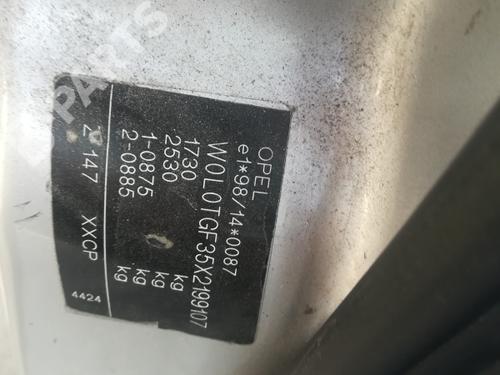 OPEL
e1*98/14*0087
W0L0TGF35X2199107
1730 kg
2530 kg
1-0875 kg
2-0885 kg
Z 147 XXCP
4424
PARTS